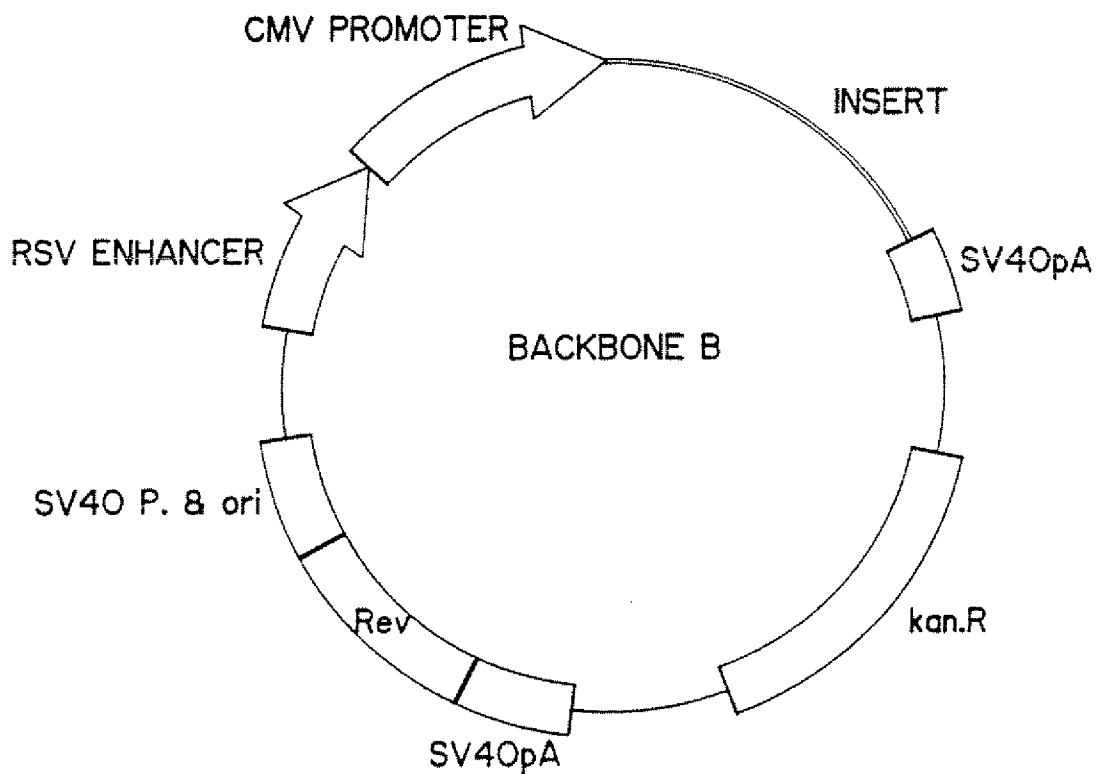 CMV PROMOTER
INSERT
RSV ENHANCER
SV40pA
BACKBONE B
SV40 P. & ori
Rev
kan.R
SV40pA